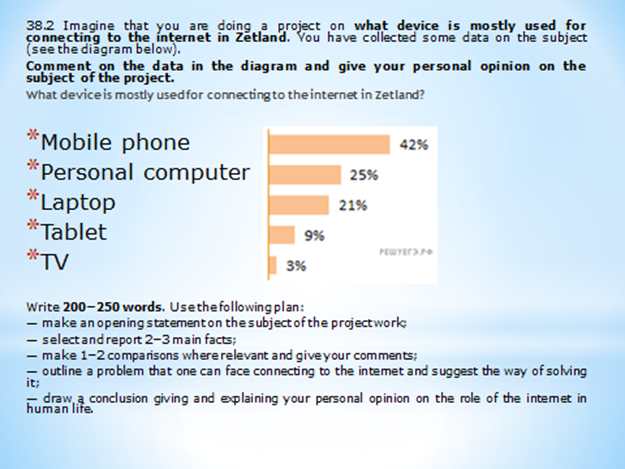 38.2 Imagine that you are doing a project on what device is mostly used for
connecting to the internet in Zetland. You have collected some data on the subject
(see the diagram below).
Comment on the data in the diagram and give your personal opinion on the
subject of the project.
What device is mostly used for connecting to the internet in Zetland?
*Mobile phone 42%
*Personal computer 25%
*Laptop 21%
*Tablet 9%
*TV 3%
РЕШУЕГЭ.РФ
Write 200−250 words. Use the following plan:
— make an opening statement on the subject of the project work;
— select and report 2−3 main facts;
— make 1−2 comparisons where relevant and give your comments;
— outline a problem that one can face connecting to the internet and suggest the way of solving
it;
— draw a conclusion giving and explaining your personal opinion on the role of the internet in
human life.